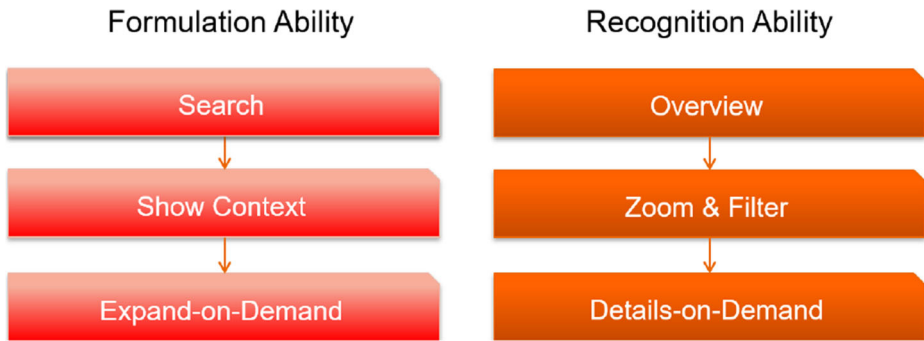 Formulation Ability
Search
Show Context
Expand-on-Demand
Recognition Ability
Overview
Zoom & Filter
Details-on-Demand